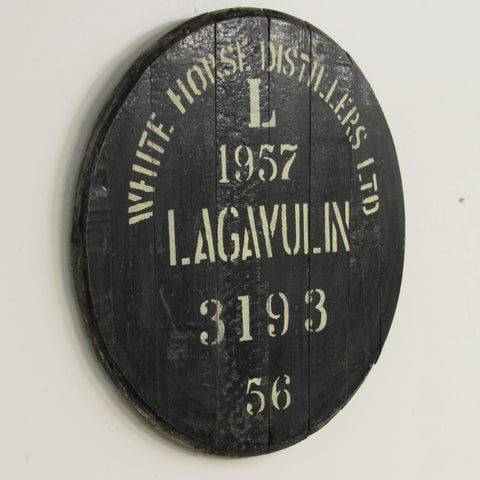 WHITE HORSE DISTILLERS LTD
L
1957
LAGAVULIN
3193
56